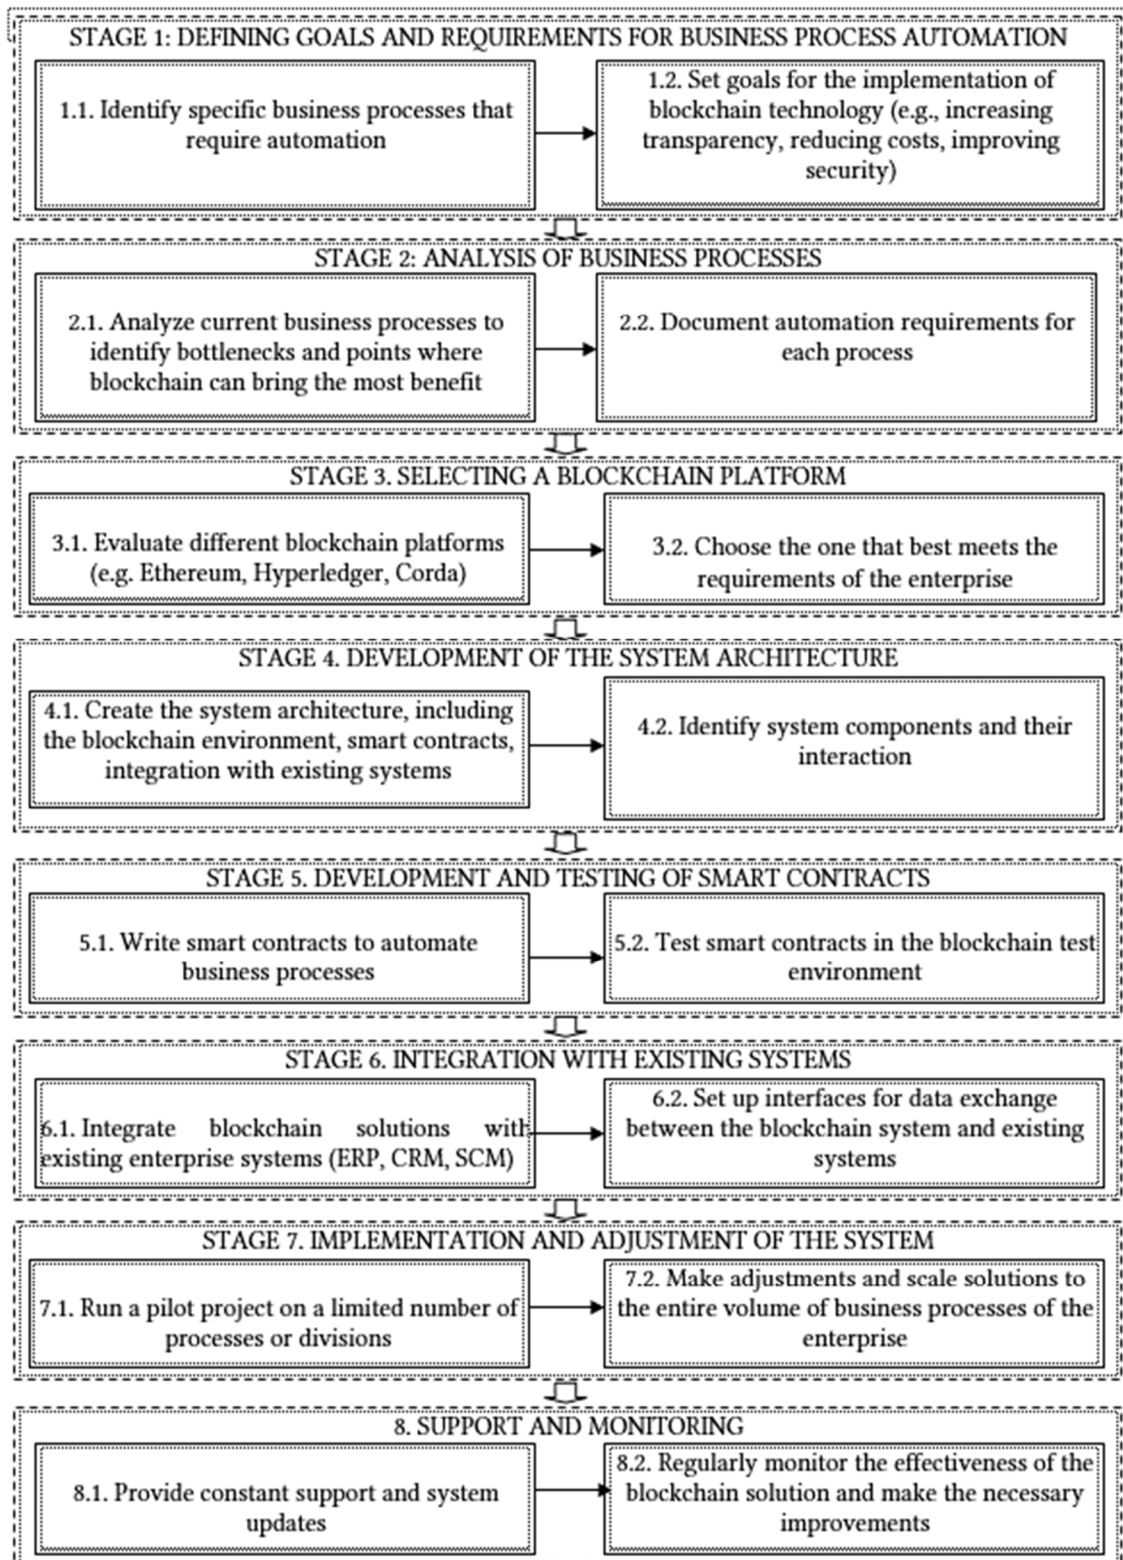 STAGE 1: DEFINING GOALS AND REQUIREMENTS FOR BUSINESS PROCESS AUTOMATION
1.1. Identify specific business processes that
require automation
1.2. Set goals for the implementation of
blockchain technology (e.g., increasing
transparency, reducing costs, improving
security)
STAGE 2: ANALYSIS OF BUSINESS PROCESSES
2.1. Analyze current business processes to
identify bottlenecks and points where
blockchain can bring the most benefit
2.2. Document automation requirements for
each process
STAGE 3. SELECTING A BLOCKCHAIN PLATFORM
3.1. Evaluate different blockchain platforms
(e.g. Ethereum, Hyperledger, Corda)
3.2. Choose the one that best meets the
requirements of the enterprise
STAGE 4. DEVELOPMENT OF THE SYSTEM ARCHITECTURE
4.1. Create the system architecture, including
the blockchain environment, smart contracts,
integration with existing systems
4.2. Identify system components and their
interaction
STAGE 5. DEVELOPMENT AND TESTING OF SMART CONTRACTS
5.1. Write smart contracts to automate
business processes
5.2. Test smart contracts in the blockchain test
environment
STAGE 6. INTEGRATION WITH EXISTING SYSTEMS
6.1. Integrate blockchain solutions with
existing enterprise systems (ERP, CRM, SCM)
6.2. Set up interfaces for data exchange
between the blockchain system and existing
systems
STAGE 7. IMPLEMENTATION AND ADJUSTMENT OF THE SYSTEM
7.1. Run a pilot project on a limited number of
processes or divisions
7.2. Make adjustments and scale solutions to
the entire volume of business processes of the
enterprise
8. SUPPORT AND MONITORING
8.1. Provide constant support and system
updates
8.2. Regularly monitor the effectiveness of the
blockchain solution and make the necessary
improvements